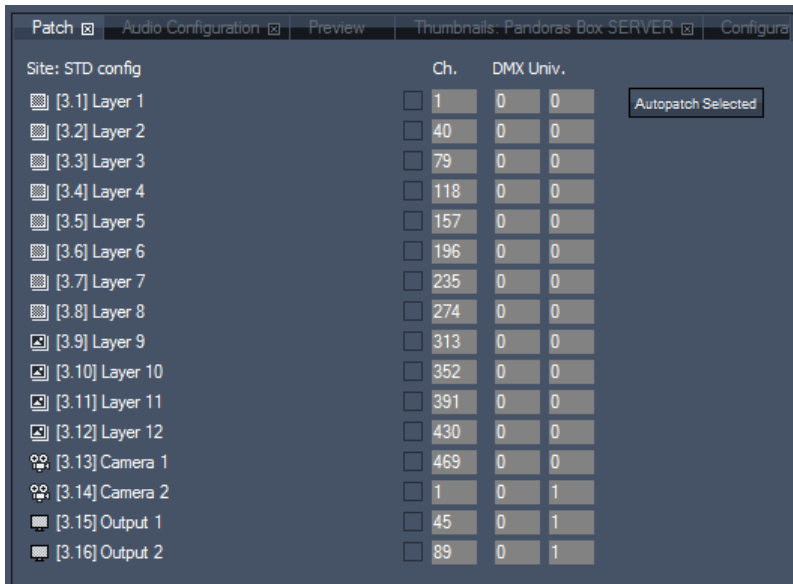 Patch Audio Configuration Preview Thumbnails: Pandoras Box SERVER Configura
Site: STD config Ch. DMX Univ.
[3.1] Layer 1 1 0 0 Autopatch Selected
[3.2] Layer 2 40 0 0
[3.3] Layer 3 79 0 0
[3.4] Layer 4 118 0 0
[3.5] Layer 5 157 0 0
[3.6] Layer 6 196 0 0
[3.7] Layer 7 235 0 0
[3.8] Layer 8 274 0 0
[3.9] Layer 9 313 0 0
[3.10] Layer 10 352 0 0
[3.11] Layer 11 391 0 0
[3.12] Layer 12 430 0 0
[3.13] Camera 1 469 0 0
[3.14] Camera 2 1 0 1
[3.15] Output 1 45 0 1
[3.16] Output 2 89 0 1